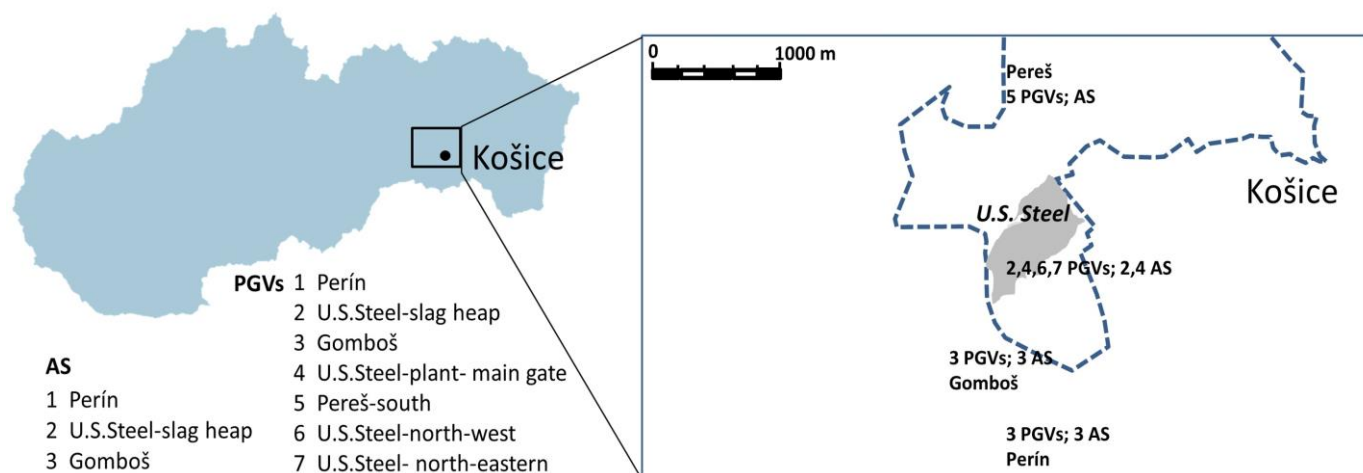 Košice
PGVs 1 Perín
2 U.S.Steel-slag heap
3 Gomboš
4 U.S.Steel-plant- main gate
5 Pereš-south
6 U.S.Steel-north-west
7 U.S.Steel- north-eastern
AS
1 Perín
2 U.S.Steel-slag heap
3 Gomboš
0 1000 m
Pereš
5 PGVs; AS
Košice
U.S. Steel
2,4,6,7 PGVs; 2,4 AS
3 PGVs; 3 AS
Gomboš
3 PGVs; 3 AS
Perín